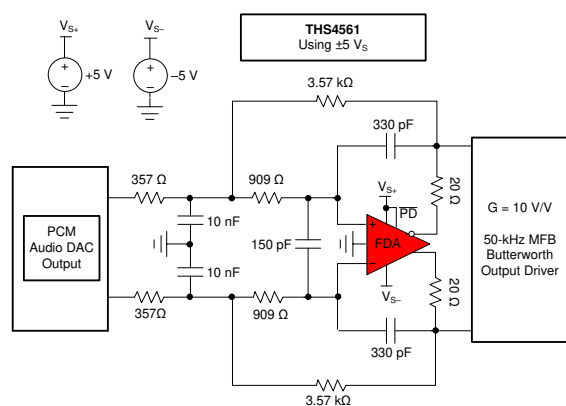 THS4561
Using ±5 VS
VS+
VS–
+5 V
–5 V
3.57 kΩ
330 pF
357 Ω
909 Ω
20 Ω
VS+
PD
10 nF
PCM
Audio DAC
Output
150 pF
+
FDA
–
10 nF
G = 10 V/V
50-kHz MFB
Butterworth
Output Driver
20 Ω
VS–
357Ω
909 Ω
330 pF
3.57 kΩ